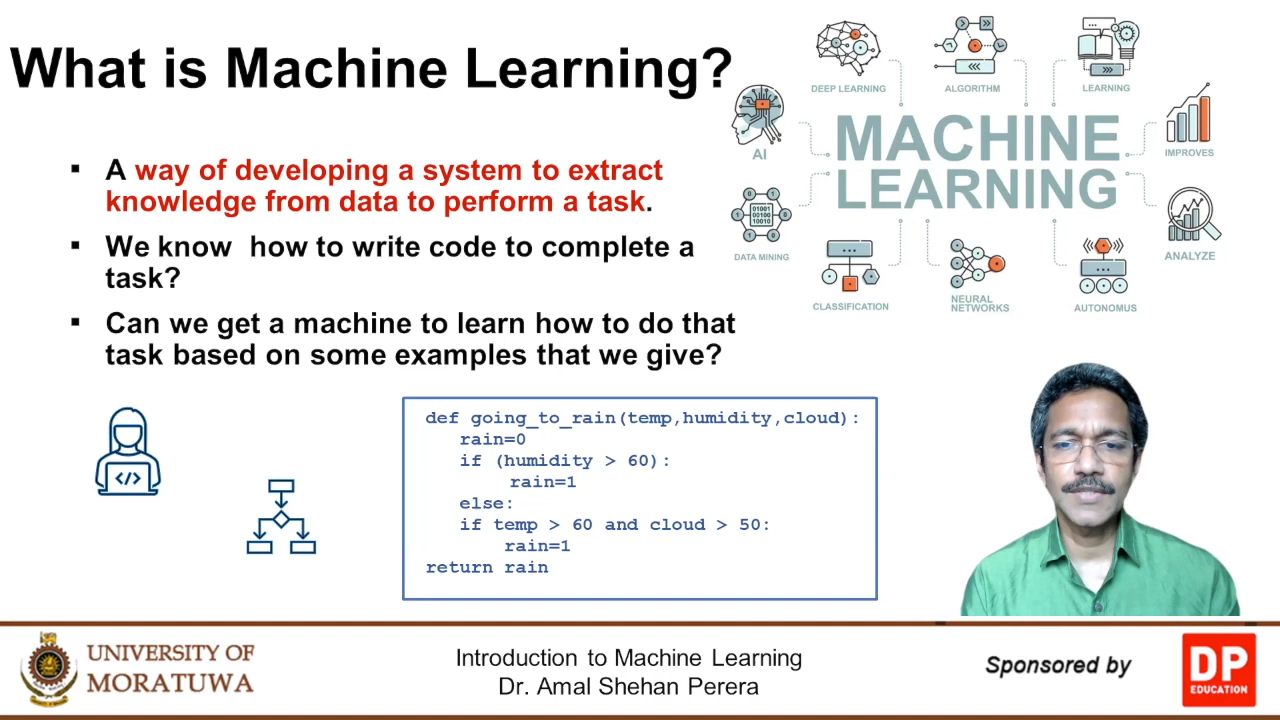 What is Machine Learning?
▪ A way of developing a system to extract
knowledge from data to perform a task.
▪ We know how to write code to complete a
task?
▪ Can we get a machine to learn how to do that
task based on some examples that we give?
DEEP LEARNING
ALGORITHM
LEARNING
AI
MACHINE
LEARNING
IMPROVES
01001
00100
10010
DATA MINING
ANALYZE
CLASSIFICATION
NEURAL
NETWORKS
AUTONOMUS
</>
def going_to_rain(temp,humidity,cloud):
rain=0
if (humidity > 60):
rain=1
else:
if temp > 60 and cloud > 50:
rain=1
return rain
UNIVERSITY OF
MORATUWA
Introduction to Machine Learning
Dr. Amal Shehan Perera
Sponsored by
DP
EDUCATION